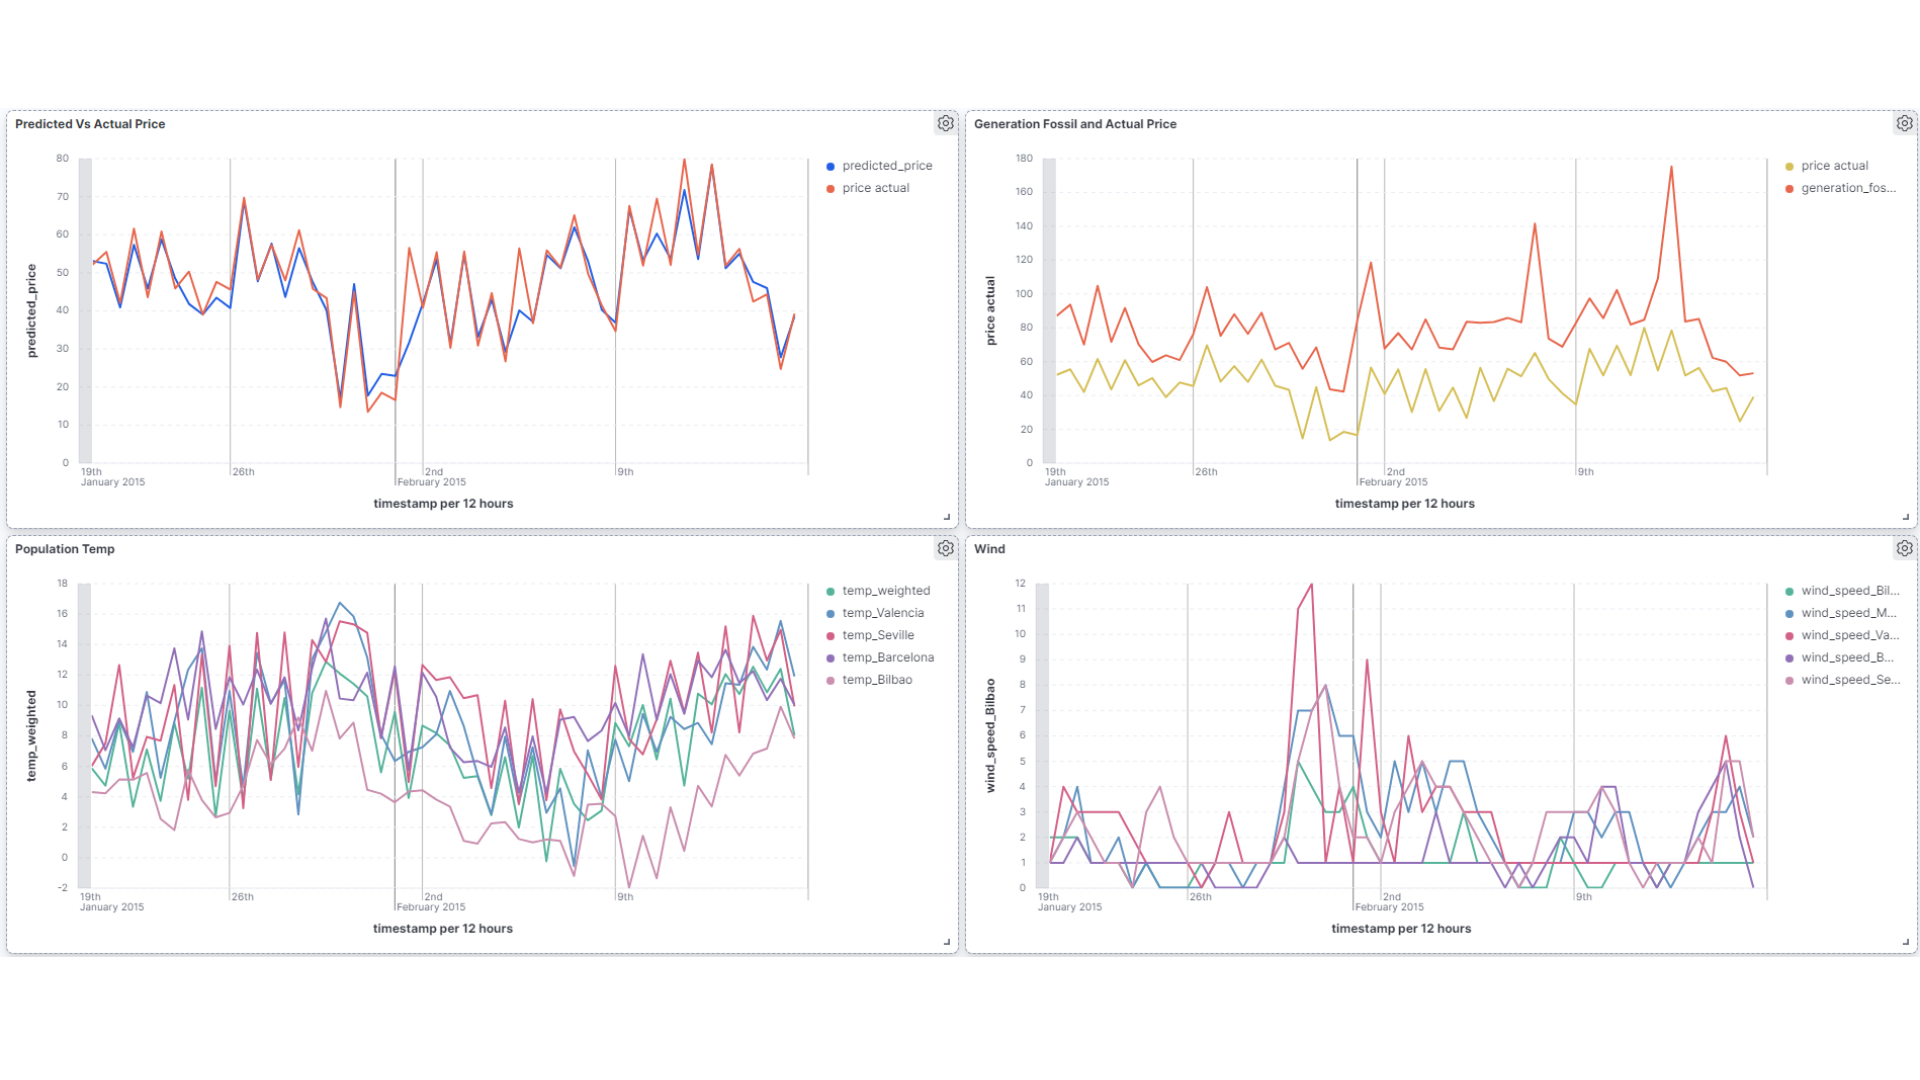 Predicted Vs Actual Price
80
70
60
50
40
30
20
10
0
predicted_price
19th
January 2015
26th
2nd
February 2015
9th
timestamp per 12 hours
predicted_price
price actual
Generation Fossil and Actual Price
180
160
140
120
100
80
60
40
20
0
price actual
19th
January 2015
26th
2nd
February 2015
9th
timestamp per 12 hours
price actual
generation_fos...
Population Temp
18
16
14
12
10
8
6
4
2
0
-2
temp_weighted
19th
January 2015
26th
2nd
February 2015
9th
timestamp per 12 hours
temp_weighted
temp_Valencia
temp_Seville
temp_Barcelona
temp_Bilbao
Wind
12
11
10
9
8
7
6
5
4
3
2
1
0
wind_speed_Bilbao
19th
January 2015
26th
2nd
February 2015
9th
timestamp per 12 hours
wind_speed_Bil...
wind_speed_M...
wind_speed_Va...
wind_speed_B...
wind_speed_Se...